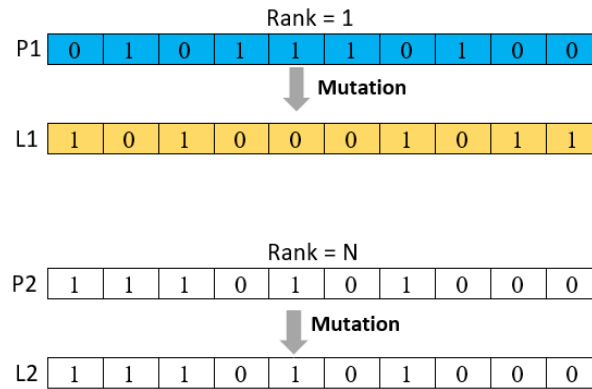 Rank = 1
P1 0 1 0 1 1 1 0 1 0 0
Mutation
L1 1 0 1 0 0 0 1 0 1 1
Rank = N
P2 1 1 1 0 1 0 1 0 0 0
Mutation
L2 1 1 1 0 1 0 1 0 0 0